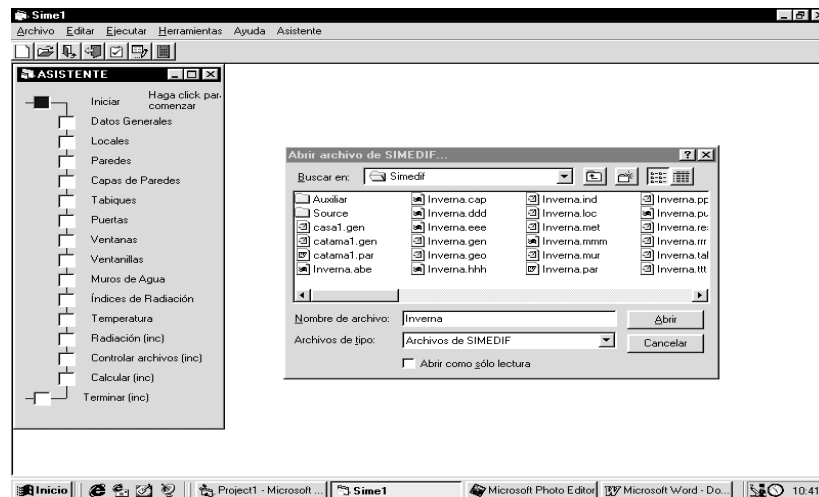 Sime1
Archivo Editar Ejecutar Herramientas Ayuda Asistente
ASISTENTE
Iniciar
Haga click par
comenzar
Datos Generales
Locales
Paredes
Capas de Paredes
Tabiques
Puertas
Ventanas
Ventanillas
Muros de Agua
Índices de Radiación
Temperatura
Radiación (inc)
Controlar archivos (inc)
Calcular (inc)
Terminar (inc)
Abrir archivo de SIMEDIF...
Buscar en: Simedif
Auxiliar Inverna.cap Inverna.ind Inverna.pp
Source Inverna.ddd Inverna.loc Inverna.pu
casa1.gen Inverna.eee Inverna.met Inverna.re
catama1.gen Inverna.gen Inverna.mmm Inverna.rrr
catama1.par Inverna.geo Inverna.mur Inverna.tal
Inverna.abe Inverna.hhh Inverna.par Inverna.ttt
Nombre de archivo: Inverna Abrir
Archivos de tipo: Archivos de SIMEDIF Cancelar
Abrir como sólo lectura
Inicio Project1 - Microsoft ... Sime1 Microsoft Photo Editor Microsoft Word - Do... 10:41